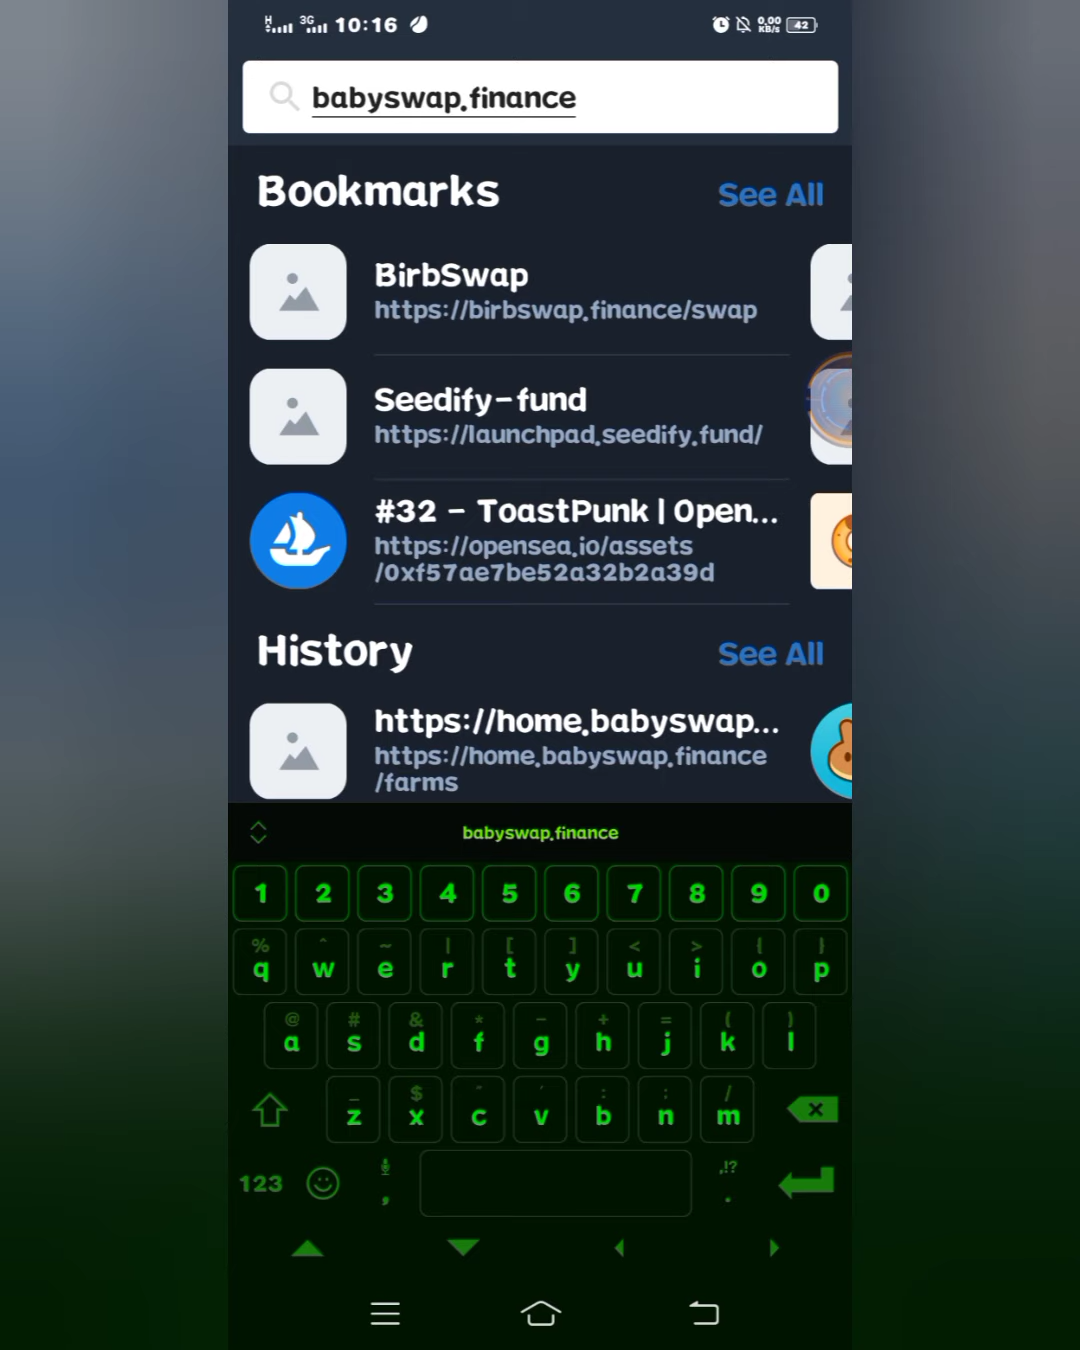 H 3G 10:16 0.00 KB/s 42
babyswap.finance
Bookmarks See All
BirbSwap
https://birbswap.finance/swap
Seedify-fund
https://launchpad.seedify.fund/
#32 - ToastPunk | Open...
https://opensea.io/assets
/0xf57ae7be52a32b2a39d
History See All
https://home.babyswap...
https://home.babyswap.finance
/farms
babyswap.finance
1 2 3 4 5 6 7 8 9 0
% ^ ~ | [ ] < > { }
q w e r t y u i o p
@ # & * - + = ( )
a s d f g h j k l
_ $ " ' : ; /
z x c v b n m
123 , ,!? .